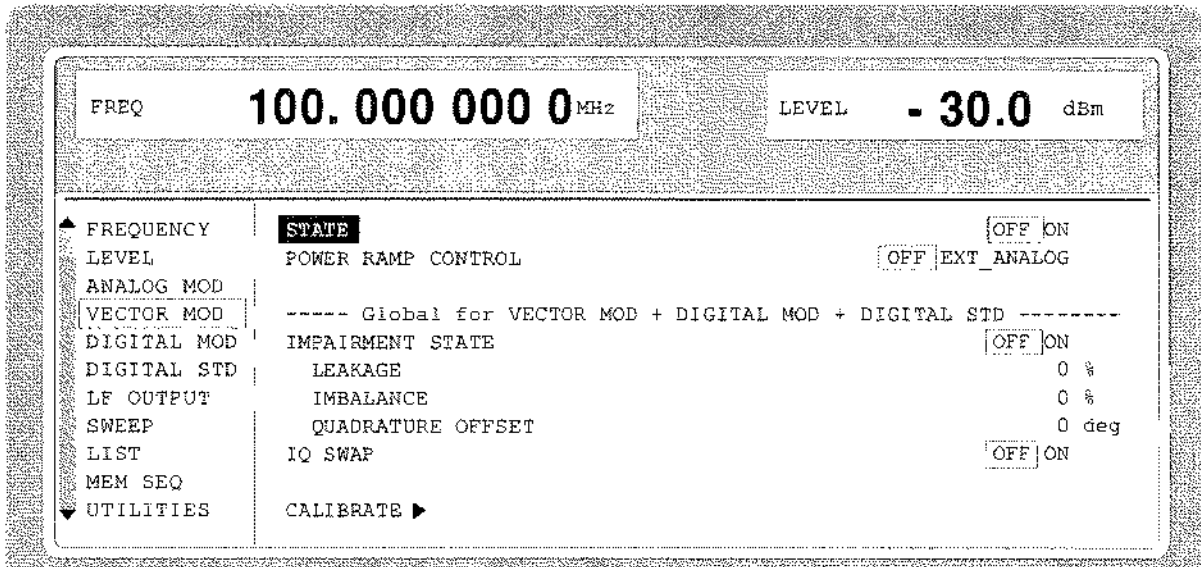 FREQ 100. 000 000 0 MHz LEVEL - 30.0 dBm
FREQUENCY STATE OFF ON
LEVEL POWER RAMP CONTROL OFF EXT_ANALOG
ANALOG MOD
VECTOR MOD ----- Global for VECTOR MOD + DIGITAL MOD + DIGITAL STD --------
DIGITAL MOD IMPAIRMENT STATE OFF ON
DIGITAL STD LEAKAGE 0 %
LF OUTPUT IMBALANCE 0 %
SWEEP QUADRATURE OFFSET 0 deg
LIST IQ SWAP OFF ON
MEM SEQ
UTILITIES CALIBRATE ▶